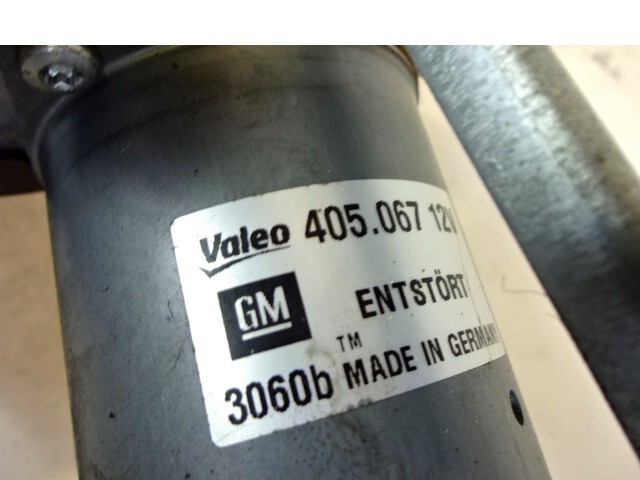 Valeo 405.067 12V
GM ENTSTÖRT
TM
3060b MADE IN GERMANY